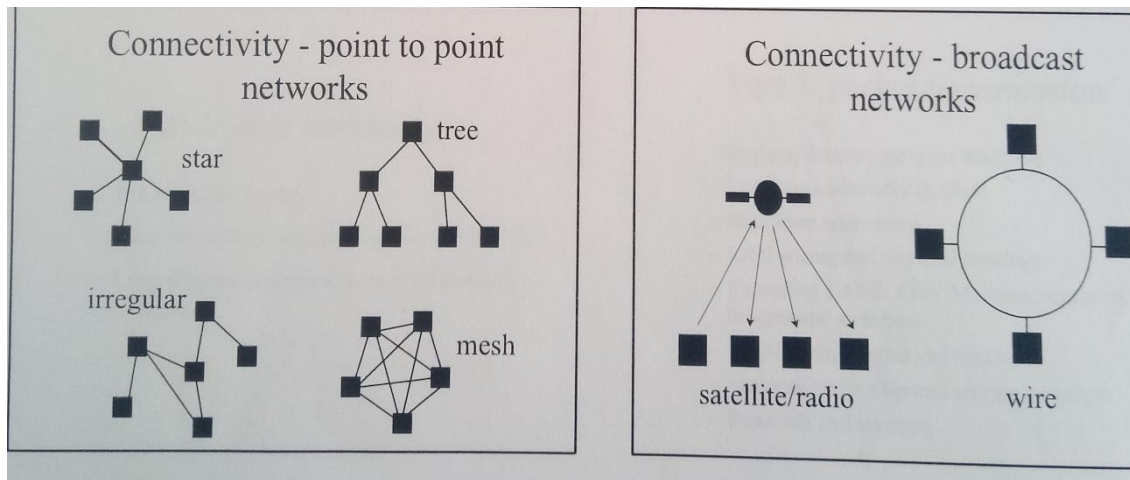 Connectivity - point to point
networks
star
tree
irregular
mesh
Connectivity - broadcast
networks
satellite/radio
wire